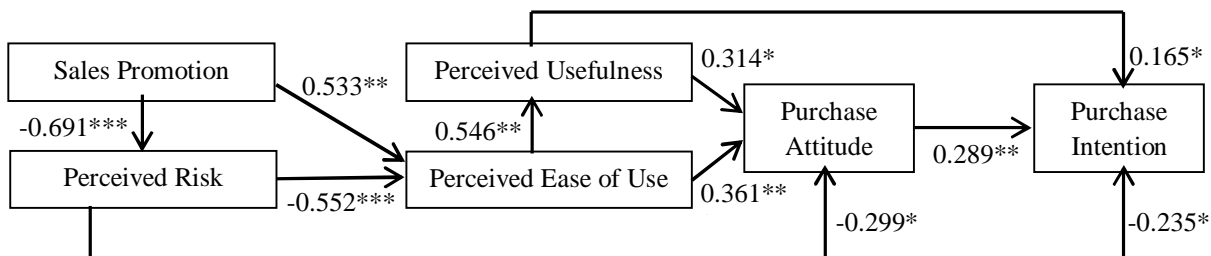 Sales Promotion
0.533**
Perceived Usefulness
0.314*
0.165*
-0.691***
0.546**
Purchase
Attitude
Purchase
Intention
0.289**
Perceived Risk
-0.552***
Perceived Ease of Use
0.361**
-0.299*
-0.235*